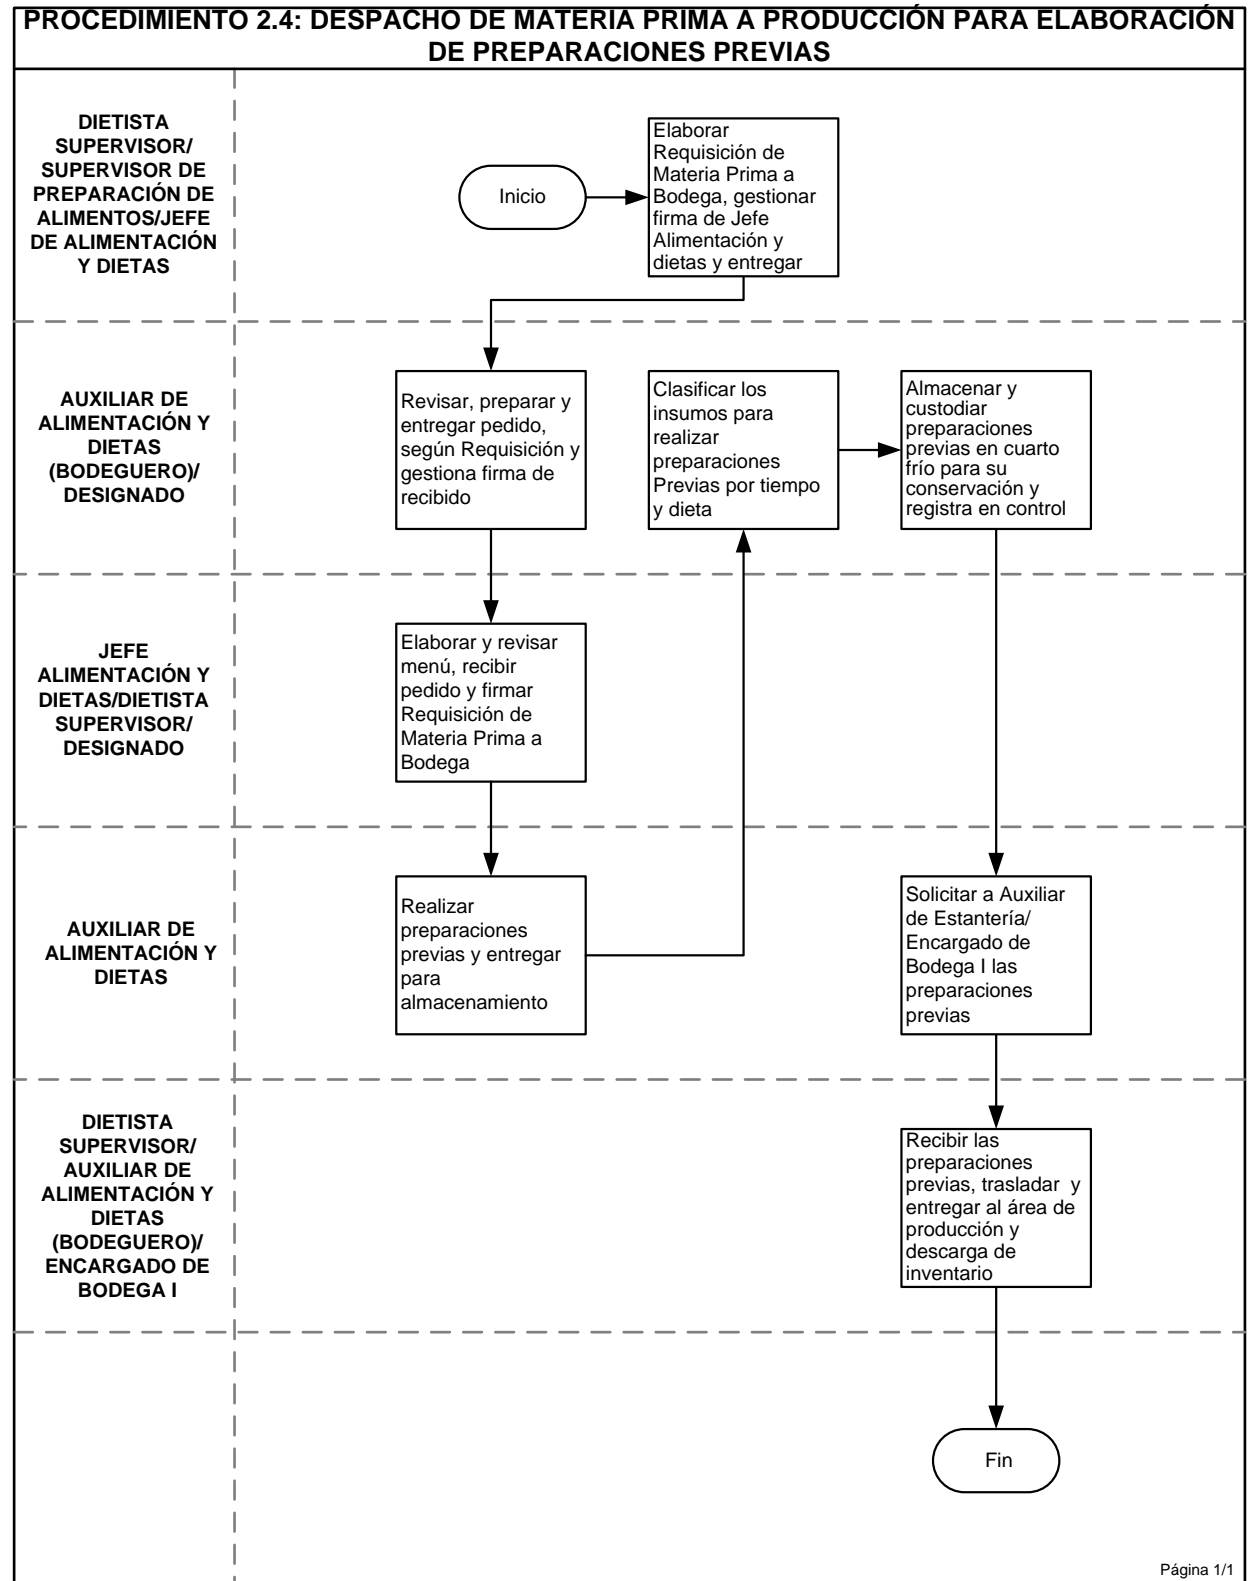 PROCEDIMIENTO 2.4: DESPACHO DE MATERIA PRIMA A PRODUCCIÓN PARA ELABORACIÓN
DE PREPARACIONES PREVIAS
DIETISTA
SUPERVISOR/
SUPERVISOR DE
PREPARACIÓN DE
ALIMENTOS/JEFE
DE ALIMENTACIÓN
Y DIETAS
Inicio
Elaborar
Requisición de
Materia Prima a
Bodega, gestionar
firma de Jefe
Alimentación y
dietas y entregar
AUXILIAR DE
ALIMENTACIÓN Y
DIETAS
(BODEGUERO)/
DESIGNADO
Revisar, preparar y
entregar pedido,
según Requisición y
gestiona firma de
recibido
Clasificar los
insumos para
realizar
preparaciones
Previas por tiempo
y dieta
Almacenar y
custodiar
preparaciones
previas en cuarto
frío para su
conservación y
registra en control
JEFE
ALIMENTACIÓN Y
DIETAS/DIETISTA
SUPERVISOR/
DESIGNADO
Elaborar y revisar
menú, recibir
pedido y firmar
Requisición de
Materia Prima a
Bodega
AUXILIAR DE
ALIMENTACIÓN Y
DIETAS
Realizar
preparaciones
previas y entregar
para
almacenamiento
Solicitar a Auxiliar
de Estantería/
Encargado de
Bodega I las
preparaciones
previas
DIETISTA
SUPERVISOR/
AUXILIAR DE
ALIMENTACIÓN Y
DIETAS
(BODEGUERO)/
ENCARGADO DE
BODEGA I
Recibir las
preparaciones
previas, trasladar y
entregar al área de
producción y
descarga de
inventario
Fin
Página 1/1